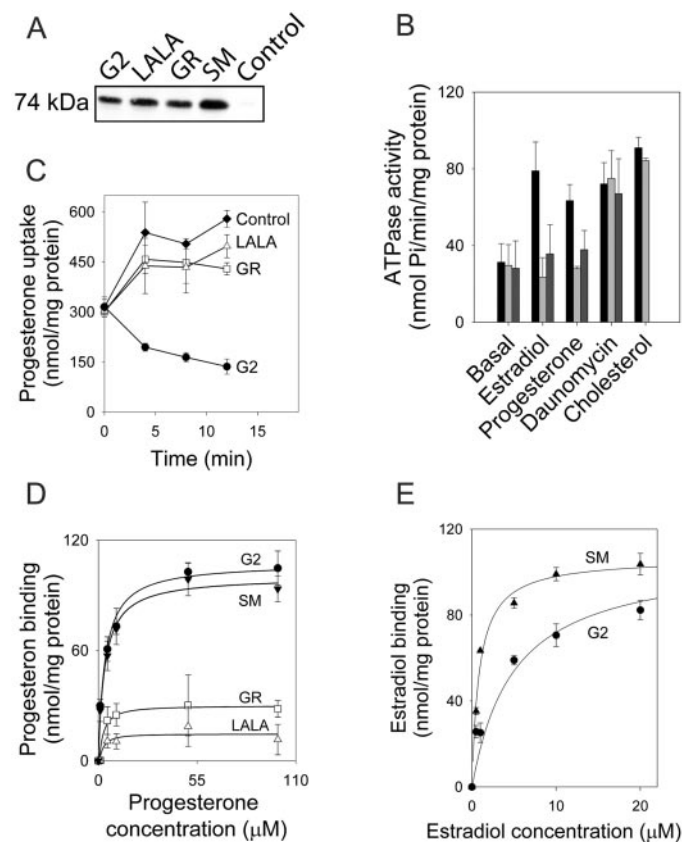 A
G2 LALA GR SM Control
74 kDa
B
ATPase activity
(nmol Pi/min/mg protein)
120
80
40
0
Basal
Estradiol
Progesterone
Daunomycin
Cholesterol
C
Progesterone uptake
(nmol/mg protein)
600
450
300
150
0
Control
LALA
GR
G2
0 5 10 15
Time (min)
D
Progesteron binding
(nmol/mg protein)
120
60
0
G2
SM
GR
LALA
0 55 110
Progesterone
concentration (μM)
E
Estradiol binding
(nmol/mg protein)
120
80
40
0
SM
G2
0 10 20
Estradiol concentration (μM)